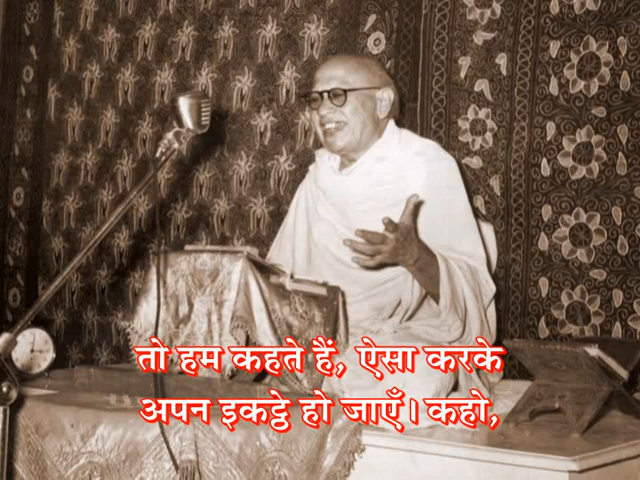 तो हम कहते हैं, ऐसा करके
अपन इकट्ठे हो जाएँ। कहो,